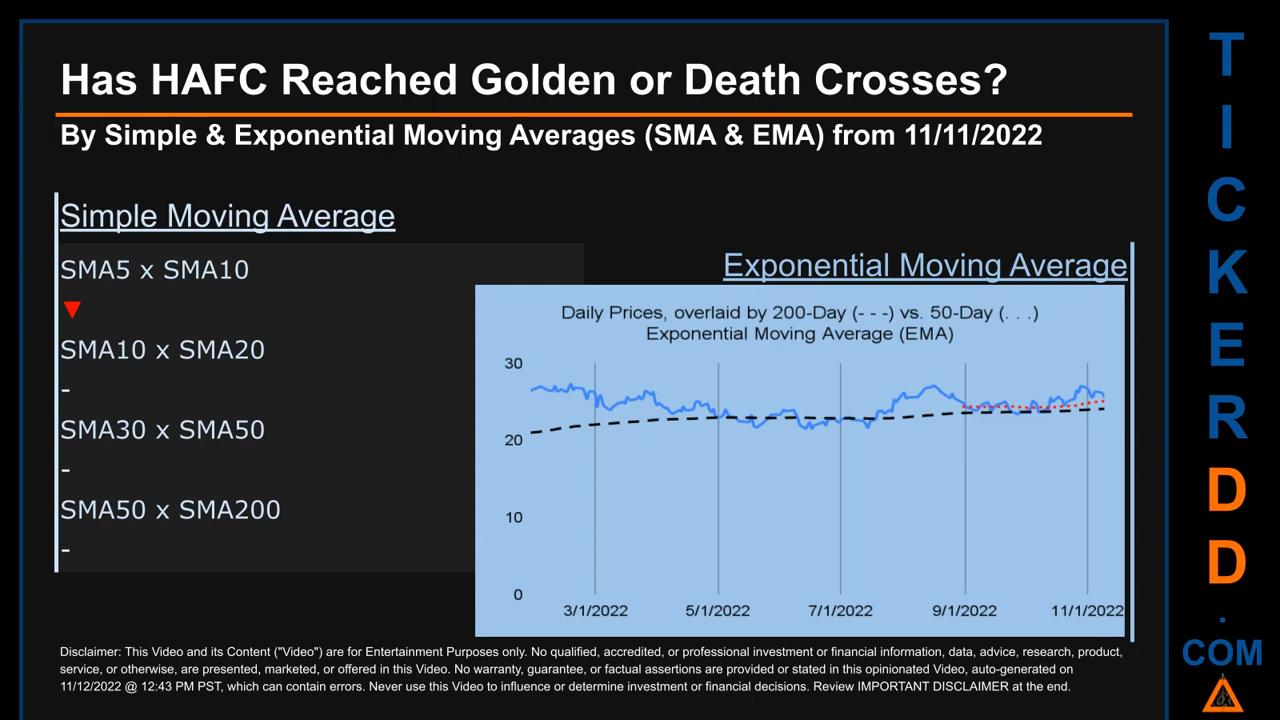 Has HAFC Reached Golden or Death Crosses?
By Simple & Exponential Moving Averages (SMA & EMA) from 11/11/2022
Simple Moving Average
SMA5 x SMA10
▼
SMA10 x SMA20
-
SMA30 x SMA50
-
SMA50 x SMA200
-
Exponential Moving Average
Daily Prices, overlaid by 200-Day (- - -) vs. 50-Day (. . .)
Exponential Moving Average (EMA)
30
20
10
0
3/1/2022 5/1/2022 7/1/2022 9/1/2022 11/1/2022
Disclaimer: This Video and its Content ("Video") are for Entertainment Purposes only. No qualified, accredited, or professional investment or financial information, data, advice, research, product,
service, or otherwise, are presented, marketed, or offered in this Video. No warranty, guarantee, or factual assertions are provided or stated in this opinionated Video, auto-generated on
11/12/2022 @ 12:43 PM PST, which can contain errors. Never use this Video to influence or determine investment or financial decisions. Review IMPORTANT DISCLAIMER at the end.
T
I
C
K
E
R
D
D
.
COM